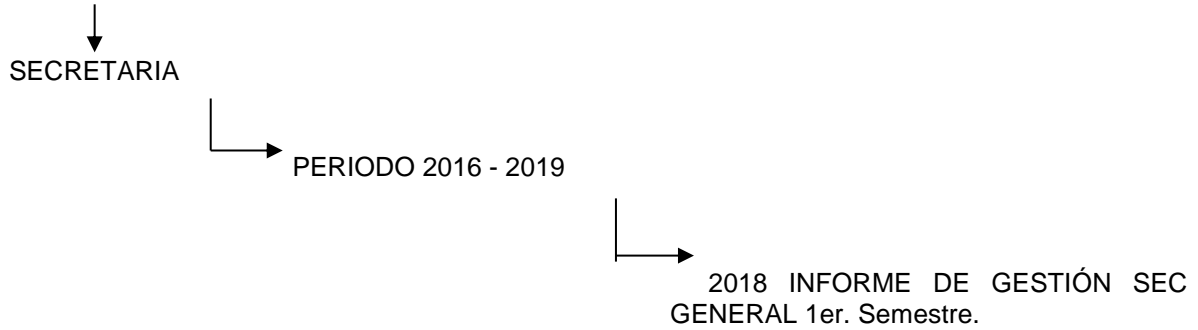 SECRETARIA
PERIODO 2016 - 2019
2018 INFORME DE GESTIÓN SEC
GENERAL 1er. Semestre.